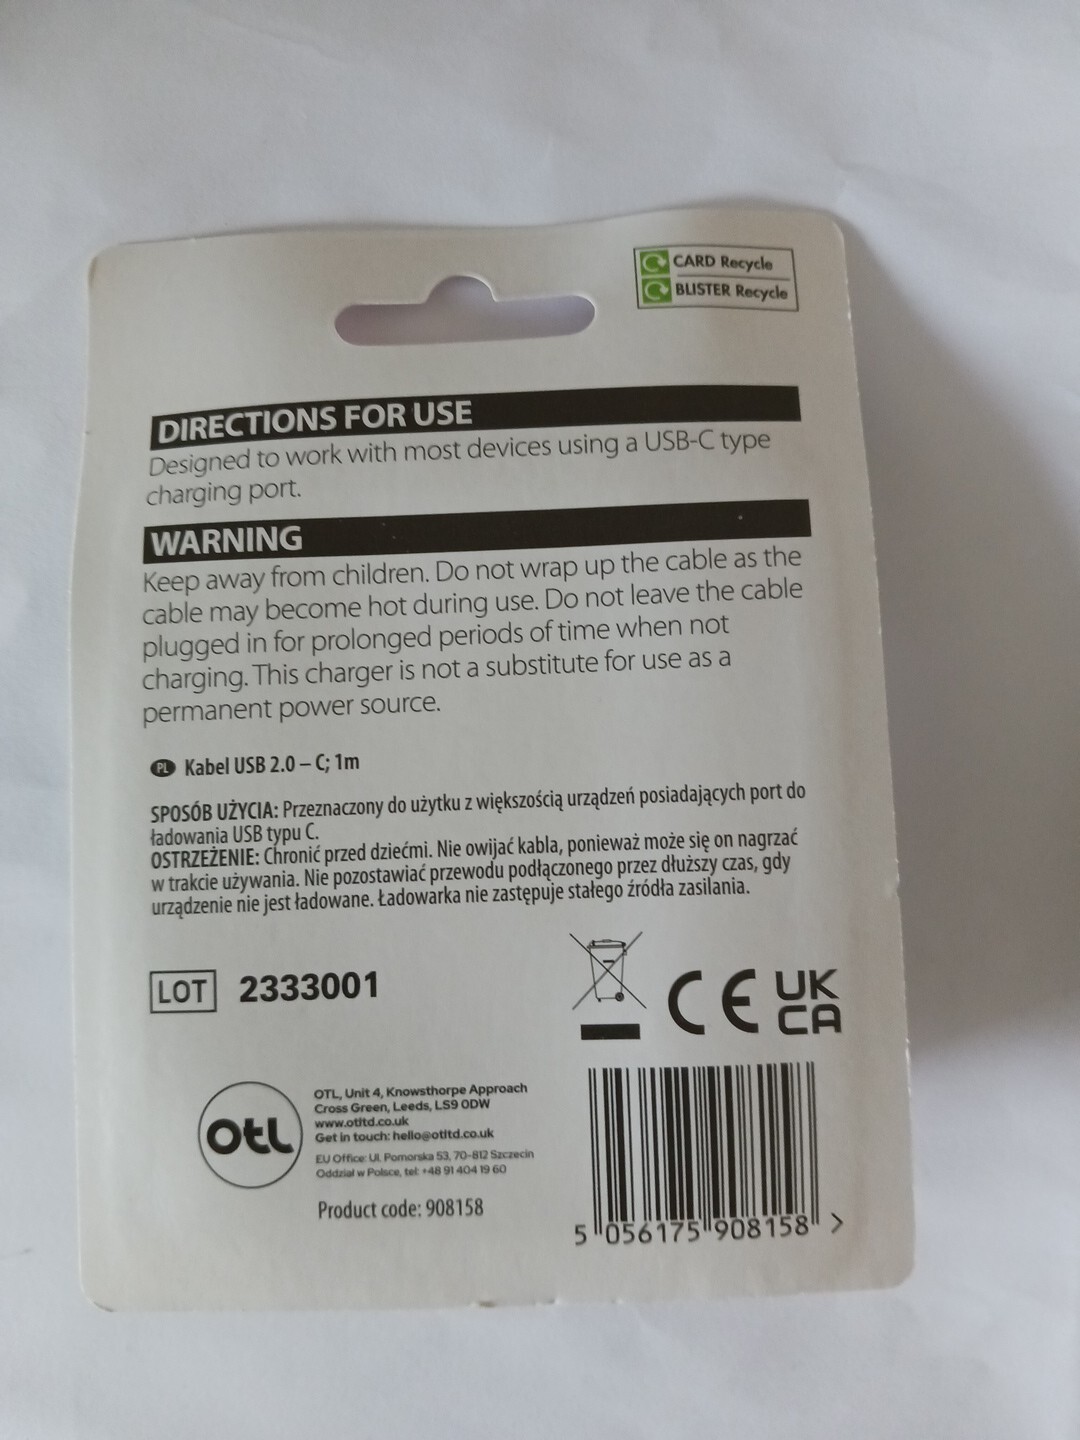 CARD Recycle
BLISTER Recycle
DIRECTIONS FOR USE
Designed to work with most devices using a USB-C type
charging port.
WARNING
Keep away from children. Do not wrap up the cable as the
cable may become hot during use. Do not leave the cable
plugged in for prolonged periods of time when not
charging. This charger is not a substitute for use as a
permanent power source.
PL Kabel USB 2.0 – C; 1m
SPOSÓB UŻYCIA: Przeznaczony do użytku z większością urządzeń posiadających port do
ładowania USB typu C.
OSTRZEŻENIE: Chronić przed dziećmi. Nie owijać kabla, ponieważ może się on nagrzać
w trakcie używania. Nie pozostawiać przewodu podłączonego przez dłuższy czas, gdy
urządzenie nie jest ładowane. Ładowarka nie zastępuje stałego źródła zasilania.
LOT 2333001
CE UK
CA
otl
OTL, Unit 4, Knowsthorpe Approach
Cross Green, Leeds, LS9 0DW
www.otltd.co.uk
Get in touch: hello@otltd.co.uk
EU Office: Ul. Pomorska 53, 70-812 Szczecin
Oddział w Polsce, tel: +48 91 404 19 60
Product code: 908158
5 056175 908158 >